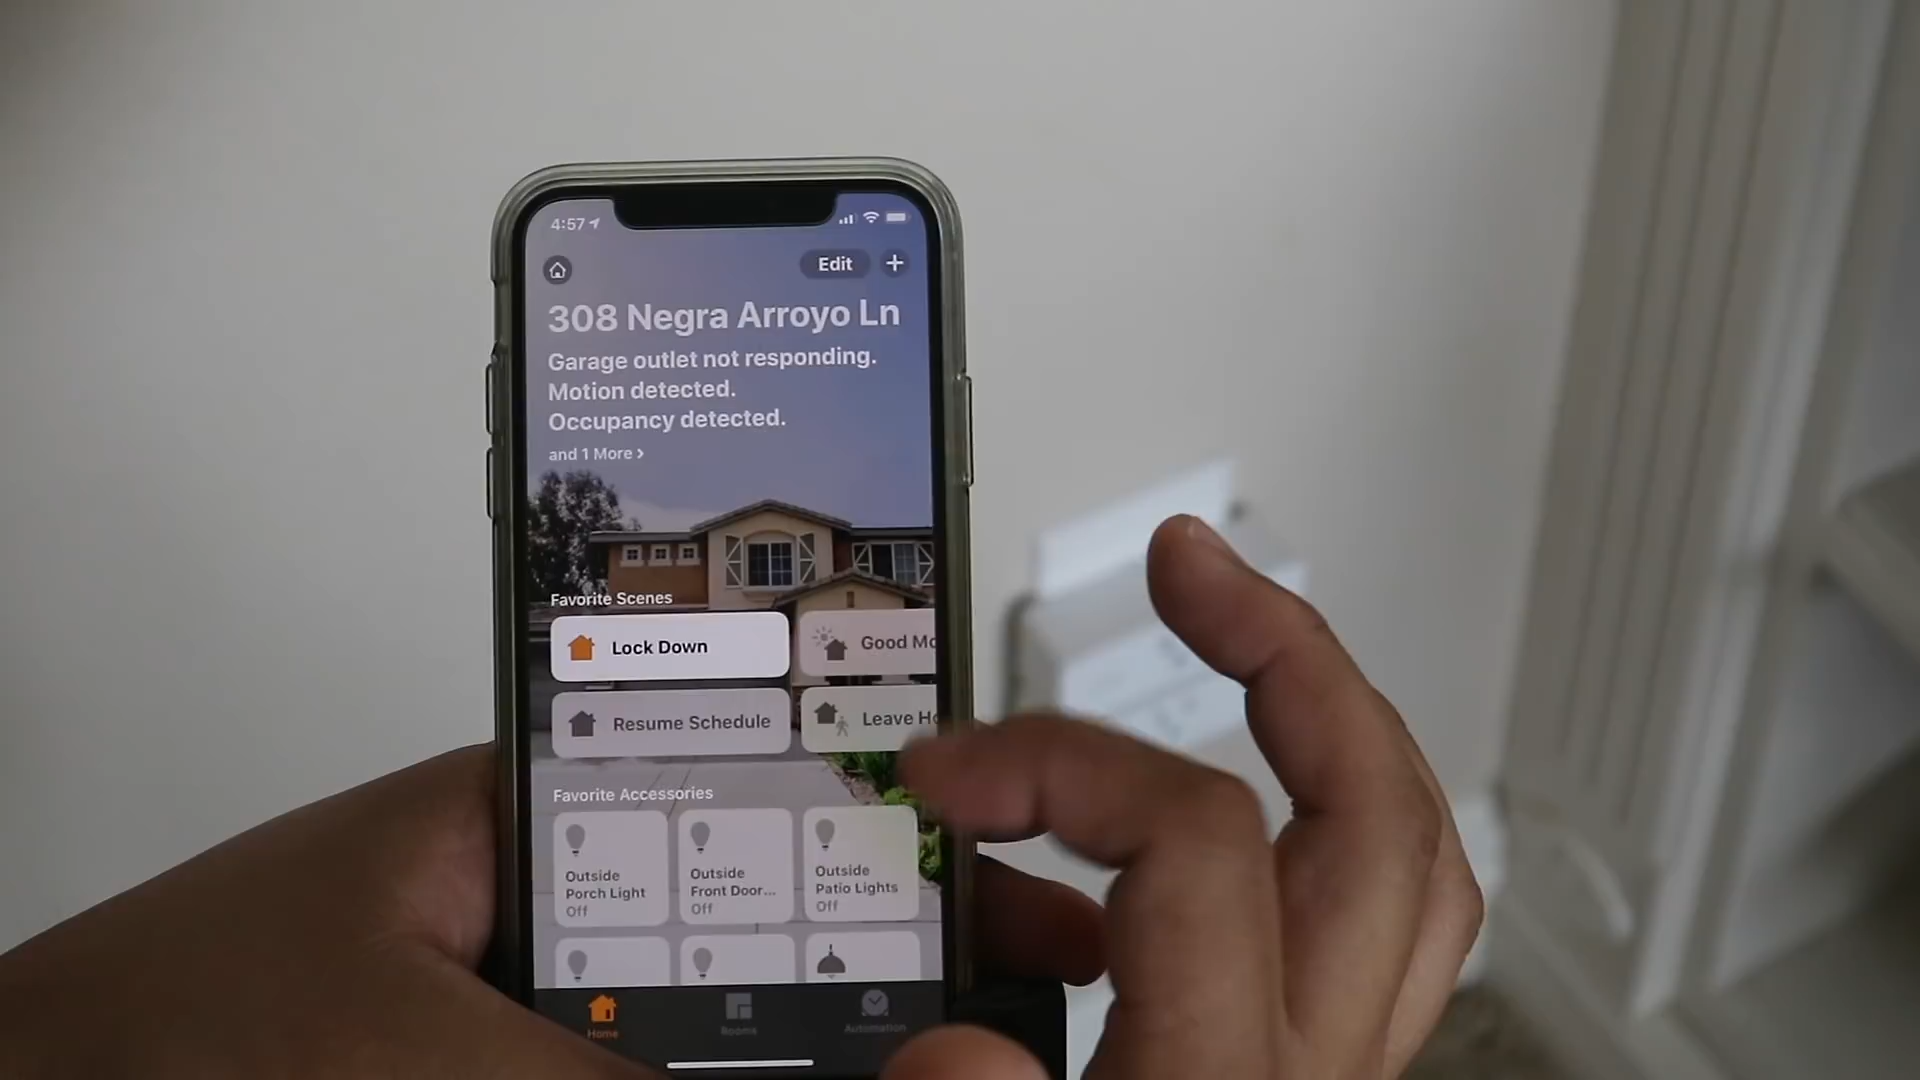 4:57
Edit +
308 Negra Arroyo Ln
Garage outlet not responding.
Motion detected.
Occupancy detected.
and 1 More >
Favorite Scenes
Lock Down
Good Mo
Resume Schedule
Leave Ho
Favorite Accessories
Outside
Porch Light
Off
Outside
Front Door...
Off
Outside
Patio Lights
Off
Home
Rooms
Automation